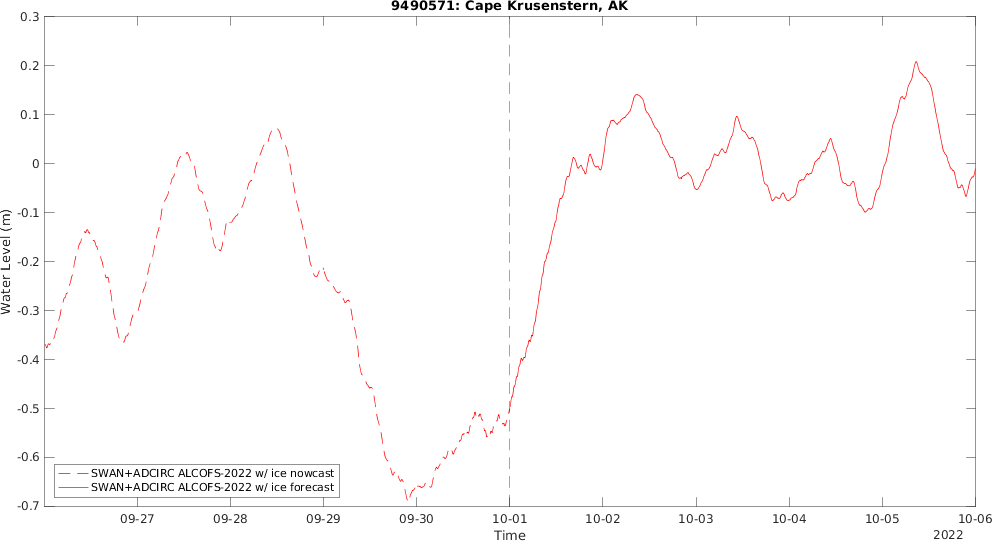 9490571: Cape Krusenstern, AK
0.3
0.2
0.1
0
-0.1
-0.2
-0.3
-0.4
-0.5
-0.6
-0.7
Water Level (m)
SWAN+ADCIRC ALCOFS-2022 w/ ice nowcast
SWAN+ADCIRC ALCOFS-2022 w/ ice forecast
09-27 09-28 09-29 09-30 10-01 10-02 10-03 10-04 10-05 10-06
Time
2022